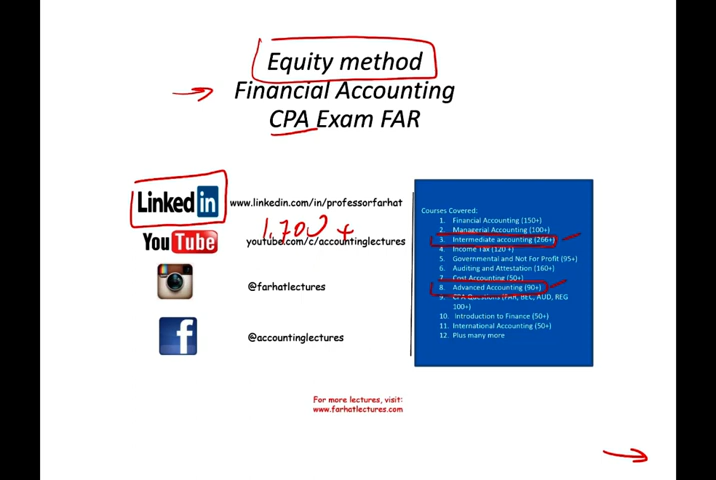 Equity method
Financial Accounting
CPA Exam FAR
Linked in
www.linkedin.com/in/professorfarhat
1,700 +
You Tube
youtube.com/c/accountinglectures
@farhatlectures
f
@accountinglectures
Courses Covered:
1. Financial Accounting (150+)
2. Managerial Accounting (100+)
3. Intermediate accounting (266+)
4. Income Tax (120 +)
5. Governmental and Not For Profit (95+)
6. Auditing and Attestation (160+)
7. Cost Accounting (50+)
8. Advanced Accounting (90+)
9. CPA Questions (FAR, BEC, AUD, REG
100+)
10. Introduction to Finance (50+)
11. International Accounting (50+)
12. Plus many more
For more lectures, visit:
www.farhatlectures.com